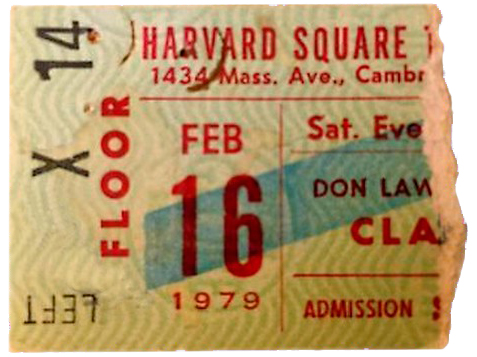 HARVARD SQUARE
1434 Mass. Ave., Cambr
14
X
FLOOR
LEFT
FEB
16
1979
Sat. Eve
DON LAW
CLA
ADMISSION